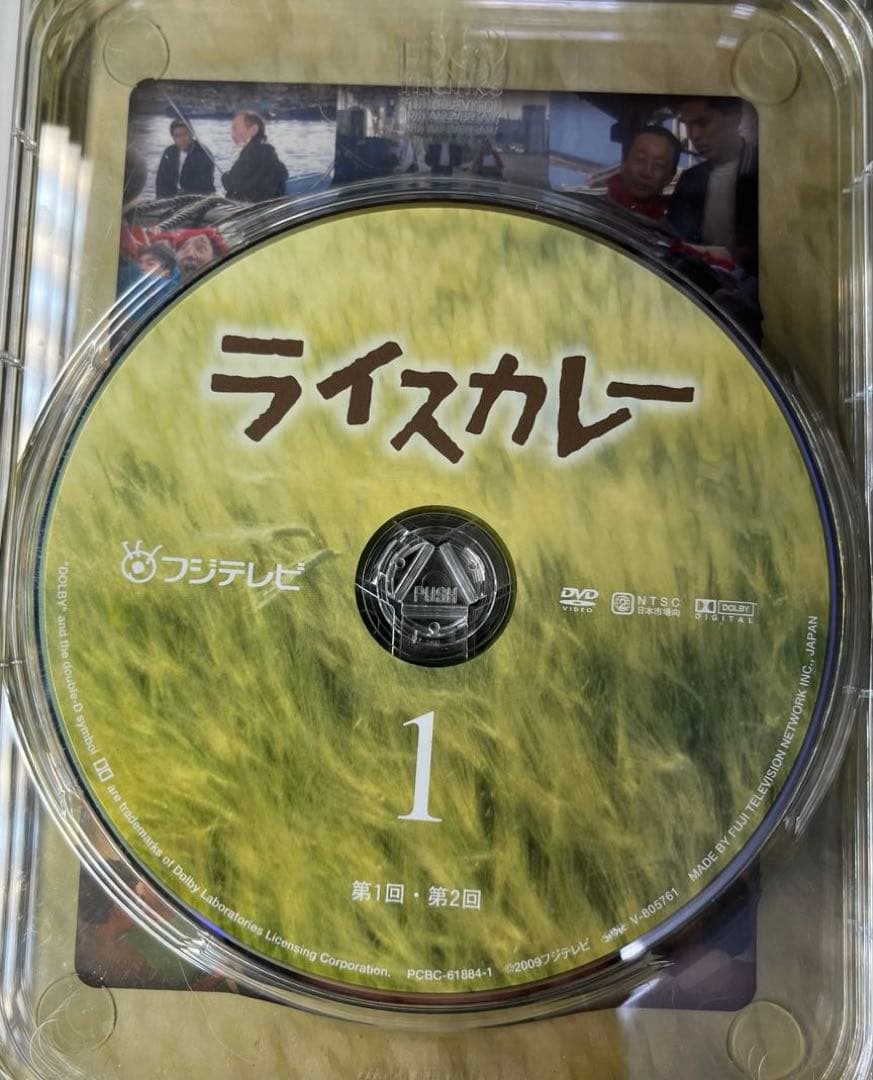 ライスカレー
フジテレビ
PUSH
DVD
VIDEO
NTSC
日本市場向
DOLBY
DIGITAL
1
第1回・第2回
"DOLBY" and the double-D symbol are trademarks of Dolby Laboratories Licensing Corporation.
PCBC-61884-1
©2009フジテレビ
V-805761
MADE BY FUJI TELEVISION NETWORK INC., JAPAN